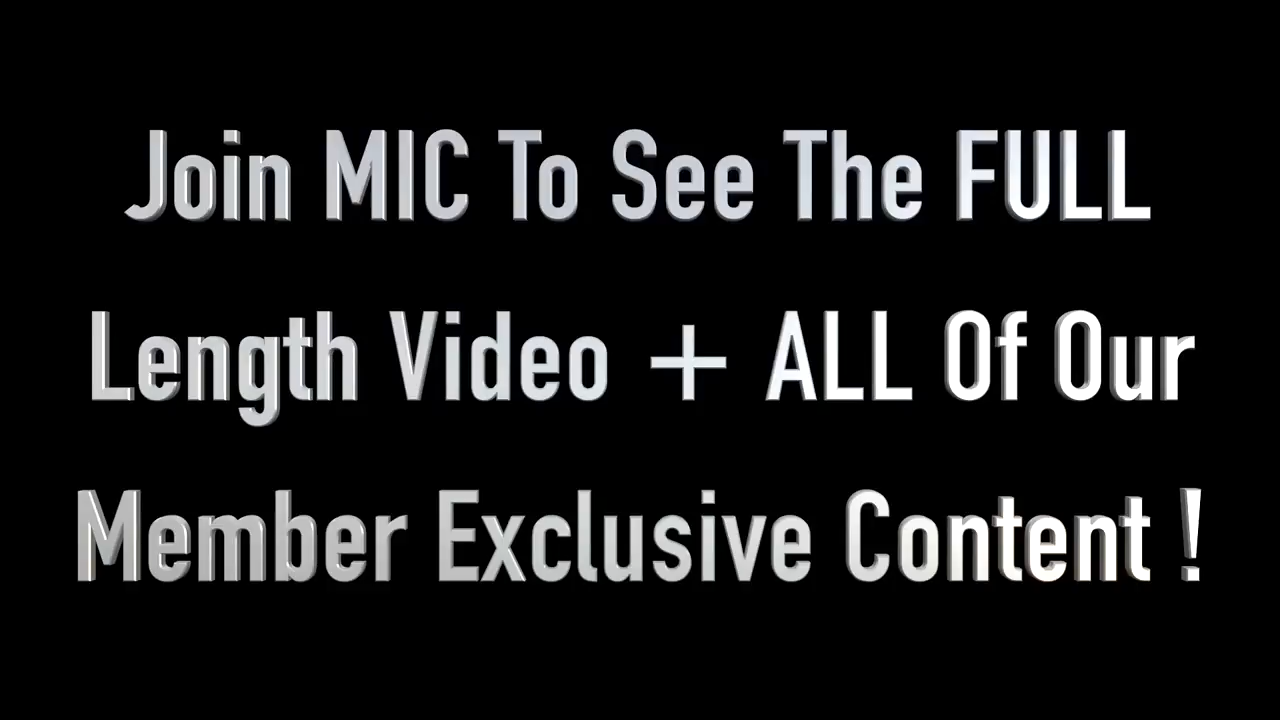 Join MIC To See The FULL
Length Video + ALL Of Our
Member Exclusive Content !